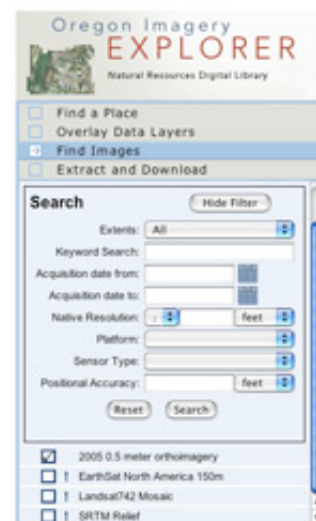 Oregon Imagery
EXPLORER
Natural Resources Digital Library
Find a Place
Overlay Data Layers
Find Images
Extract and Download
Search
Hide Filter
Extents: All
Keyword Search:
Acquisition date from:
Acquisition date to:
Native Resolution: feet
Platform:
Sensor Type:
Positional Accuracy: feet
Reset Search
2005 0.5 meter orthoimagery
! EarthSat North America 150m
! Landsat742 Mosaic
! SRTM Relief